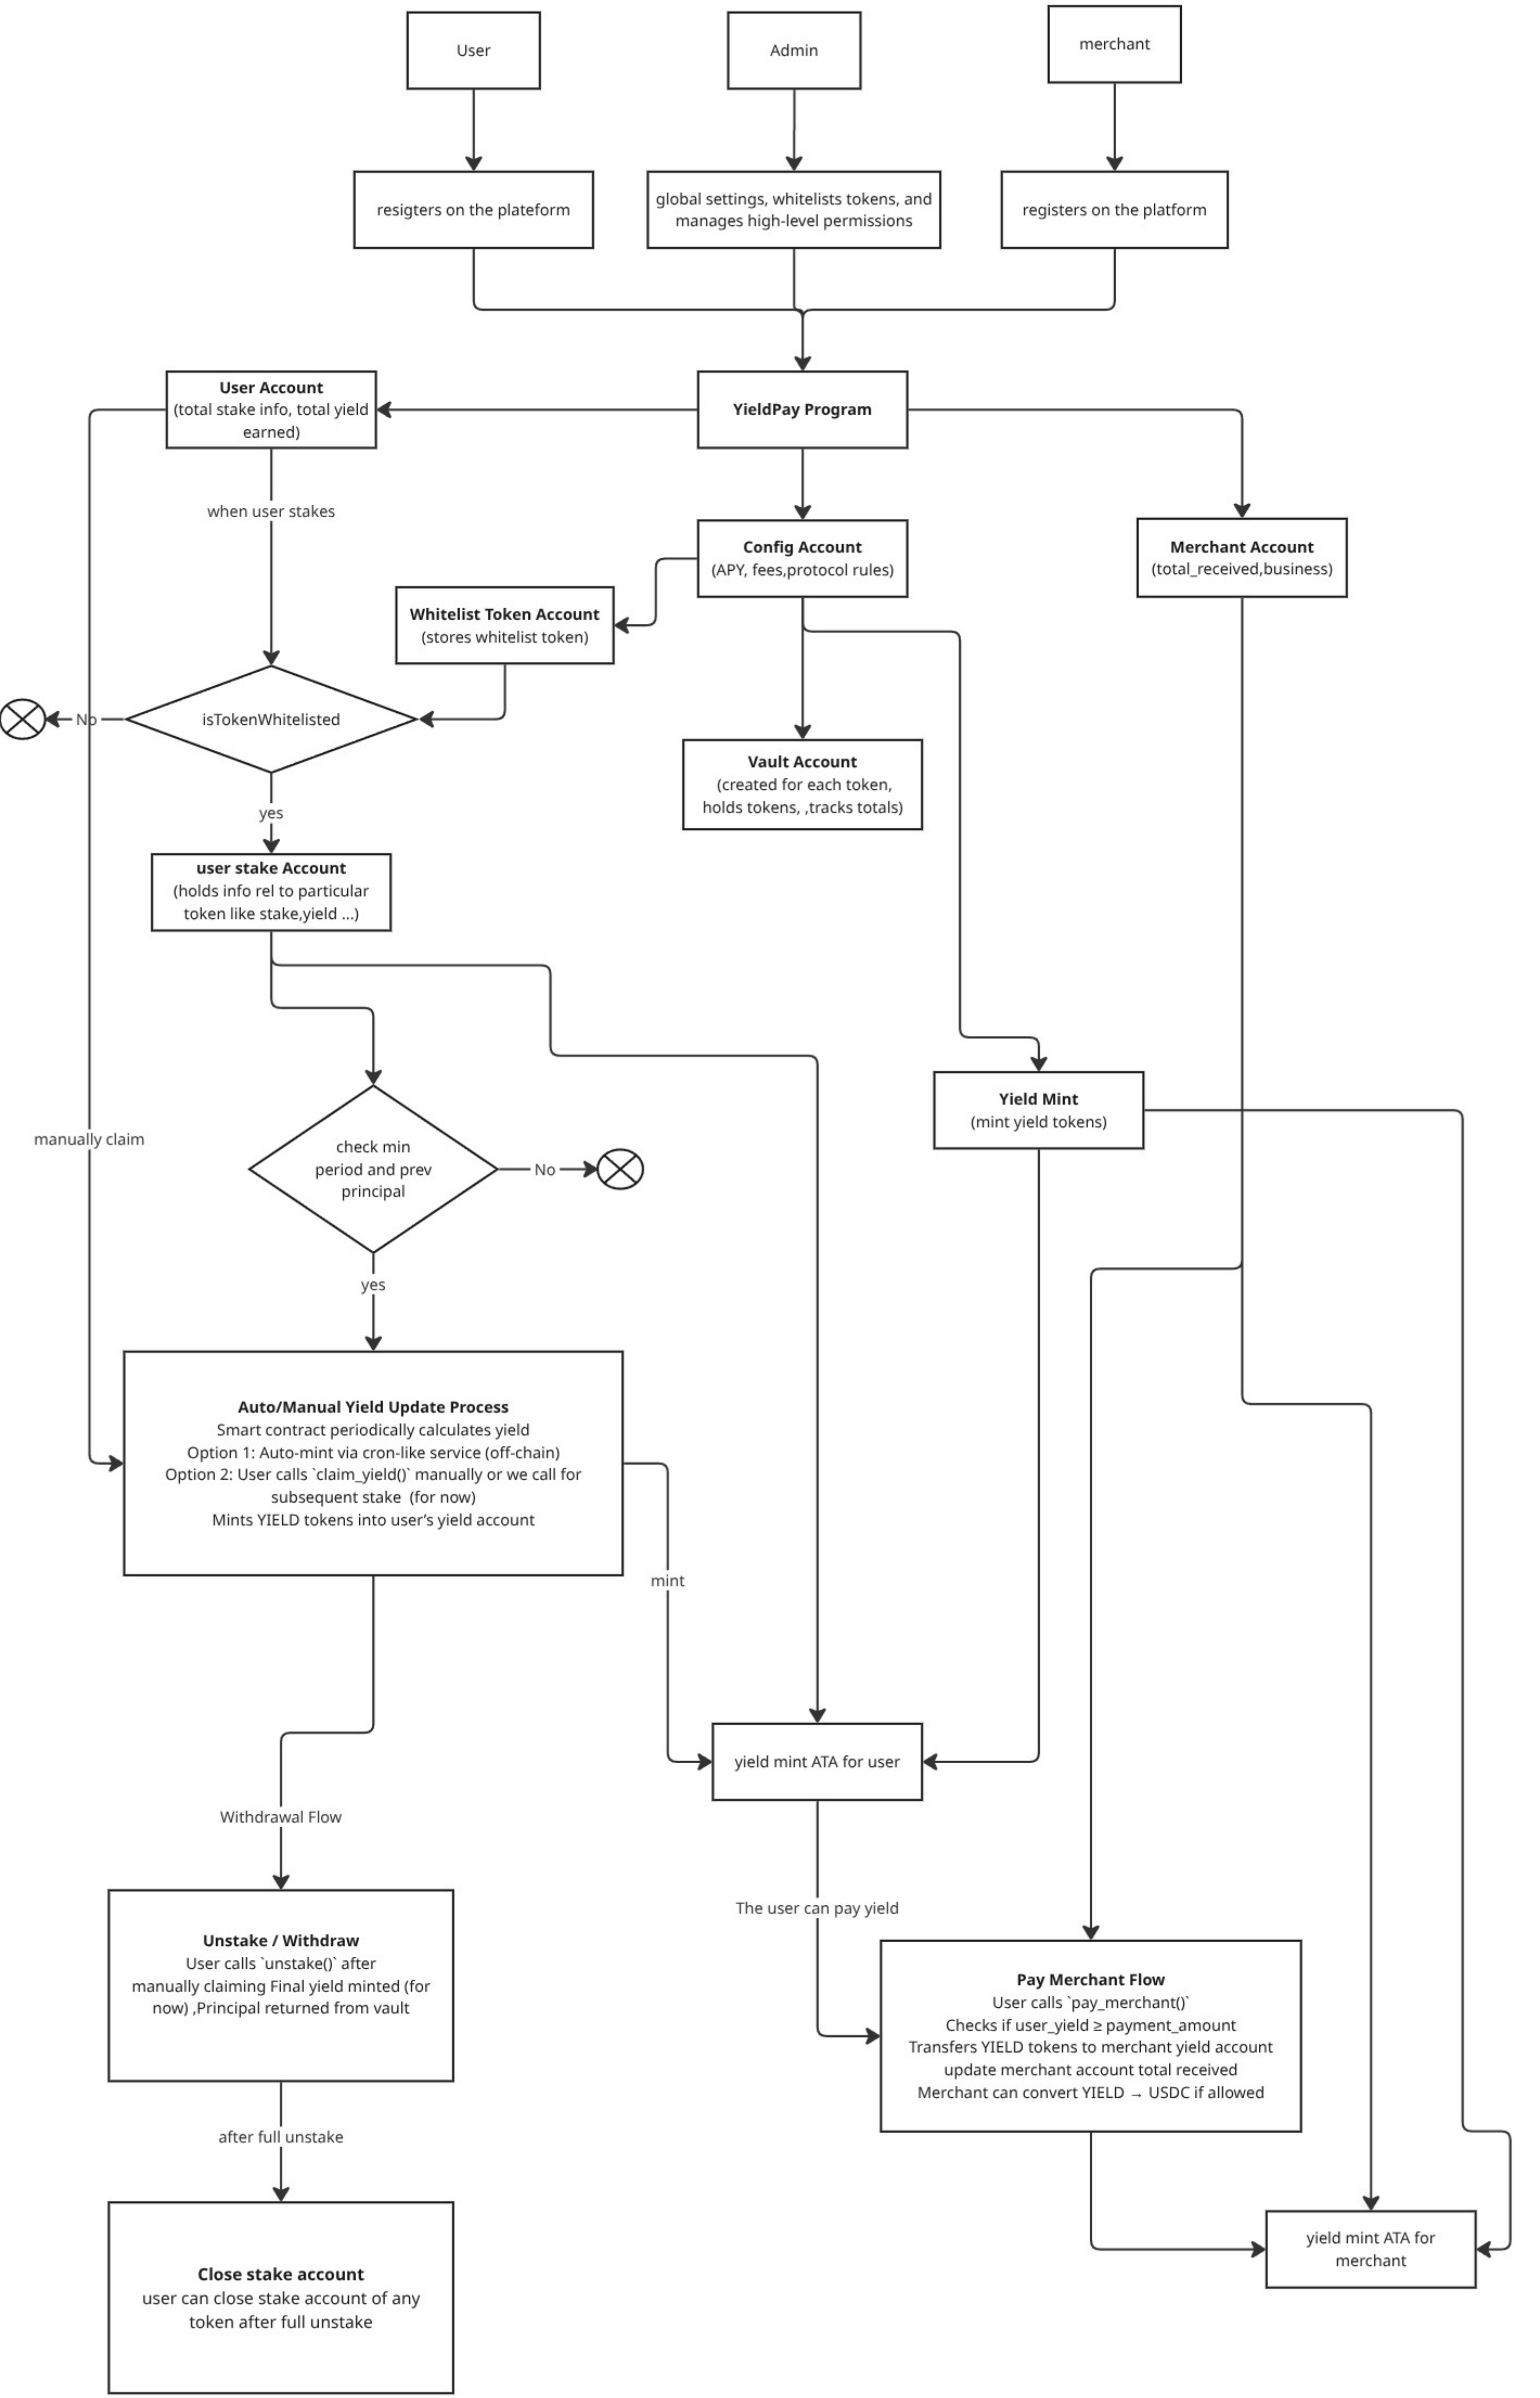 User
Admin
merchant
resigters on the plateform
global settings, whitelists tokens, and
manages high-level permissions
registers on the platform
User Account
(total stake info, total yield
earned)
YieldPay Program
when user stakes
Config Account
(APY, fees,protocol rules)
Merchant Account
(total_received,business)
Whitelist Token Account
(stores whitelist token)
No
isTokenWhitelisted
Vault Account
(created for each token,
holds tokens, ,tracks totals)
yes
user stake Account
(holds info rel to particular
token like stake,yield ...)
Yield Mint
(mint yield tokens)
manually claim
check min
period and prev
principal
No
yes
Auto/Manual Yield Update Process
Smart contract periodically calculates yield
Option 1: Auto-mint via cron-like service (off-chain)
Option 2: User calls `claim_yield()` manually or we call for
subsequent stake  (for now)
Mints YIELD tokens into user’s yield account
mint
yield mint ATA for user
Withdrawal Flow
The user can pay yield
Unstake / Withdraw
User calls `unstake()` after
manually claiming Final yield minted (for
now) ,Principal returned from vault
Pay Merchant Flow
User calls `pay_merchant()`
Checks if user_yield ≥ payment_amount
Transfers YIELD tokens to merchant yield account
update merchant account total received
Merchant can convert YIELD → USDC if allowed
after full unstake
yield mint ATA for
merchant
Close stake account
user can close stake account of any
token after full unstake